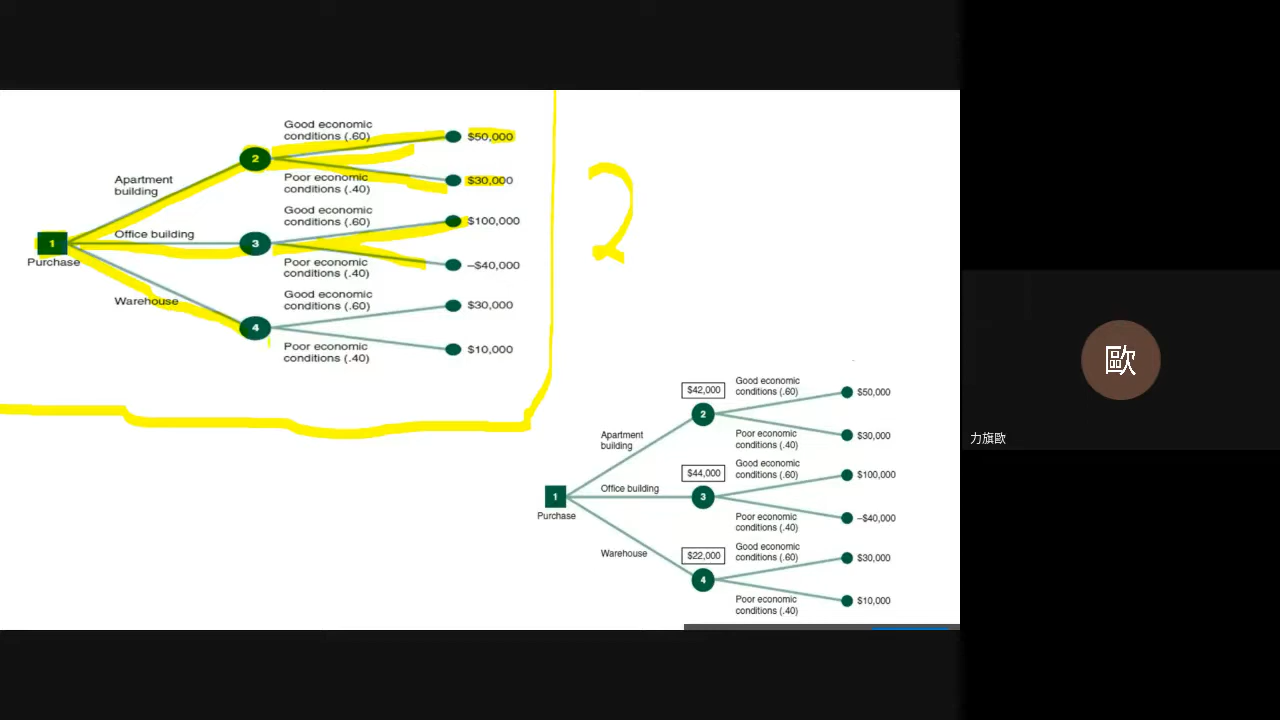 Good economic
conditions (.60)
$50,000
2
Apartment
building
Poor economic
conditions (.40)
$30,000
Good economic
conditions (.60)
$100,000
1
Purchase
Office building
3
Poor economic
conditions (.40)
–$40,000
Warehouse
Good economic
conditions (.60)
$30,000
4
Poor economic
conditions (.40)
$10,000
2
$42,000
Good economic
conditions (.60)
$50,000
2
Apartment
building
Poor economic
conditions (.40)
$30,000
$44,000
Good economic
conditions (.60)
$100,000
1
Purchase
Office building
3
Poor economic
conditions (.40)
–$40,000
Warehouse
$22,000
Good economic
conditions (.60)
$30,000
4
Poor economic
conditions (.40)
$10,000
歐
力旗歐